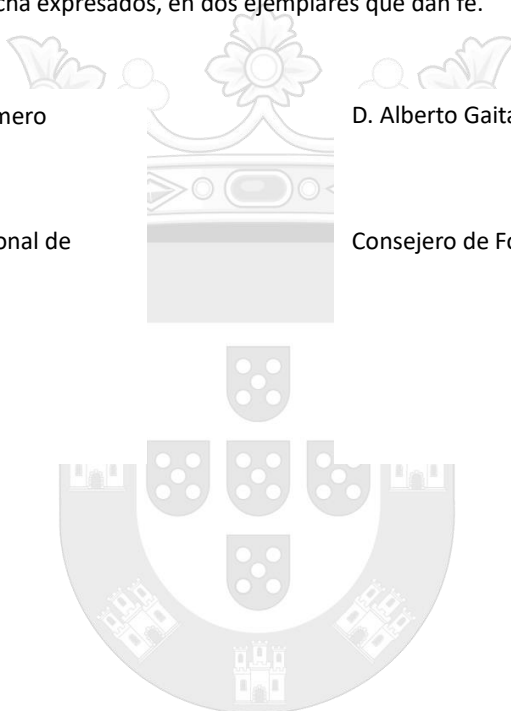 cha expresados, en dos ejemplares que dan fe.
mero
D. Alberto Gaita
onal de
Consejero de Fo